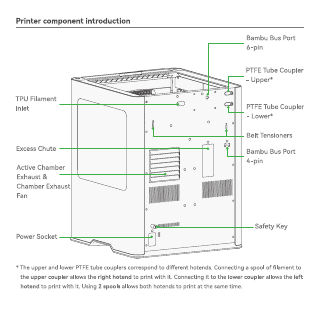 Printer component introduction
Bambu Bus Port
6-pin
PTFE Tube Coupler
- Upper*
TPU Filament
Inlet
PTFE Tube Coupler
- Lower*
Belt Tensioners
Excess Chute
Bambu Bus Port
4-pin
Active Chamber
Exhaust &
Chamber Exhaust
Fan
Safety Key
Power Socket
* The upper and lower PTFE tube couplers correspond to different hotends. Connecting a spool of filament to
the upper coupler allows the right hotend to print with it. Connecting it to the lower coupler allows the left
hotend to print with it. Using 2 spools allows both hotends to print at the same time.